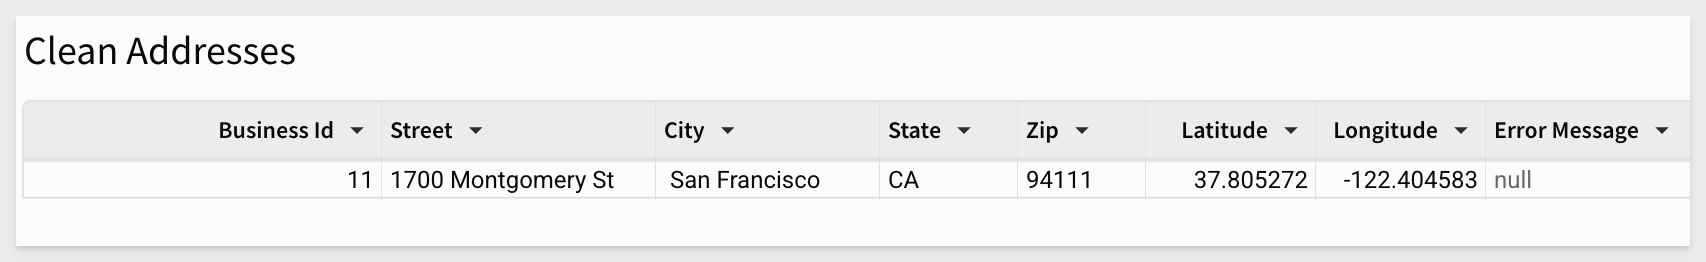 Clean Addresses
Business Id Street City State Zip Latitude Longitude Error Message
11 1700 Montgomery St San Francisco CA 94111 37.805272 -122.404583 null